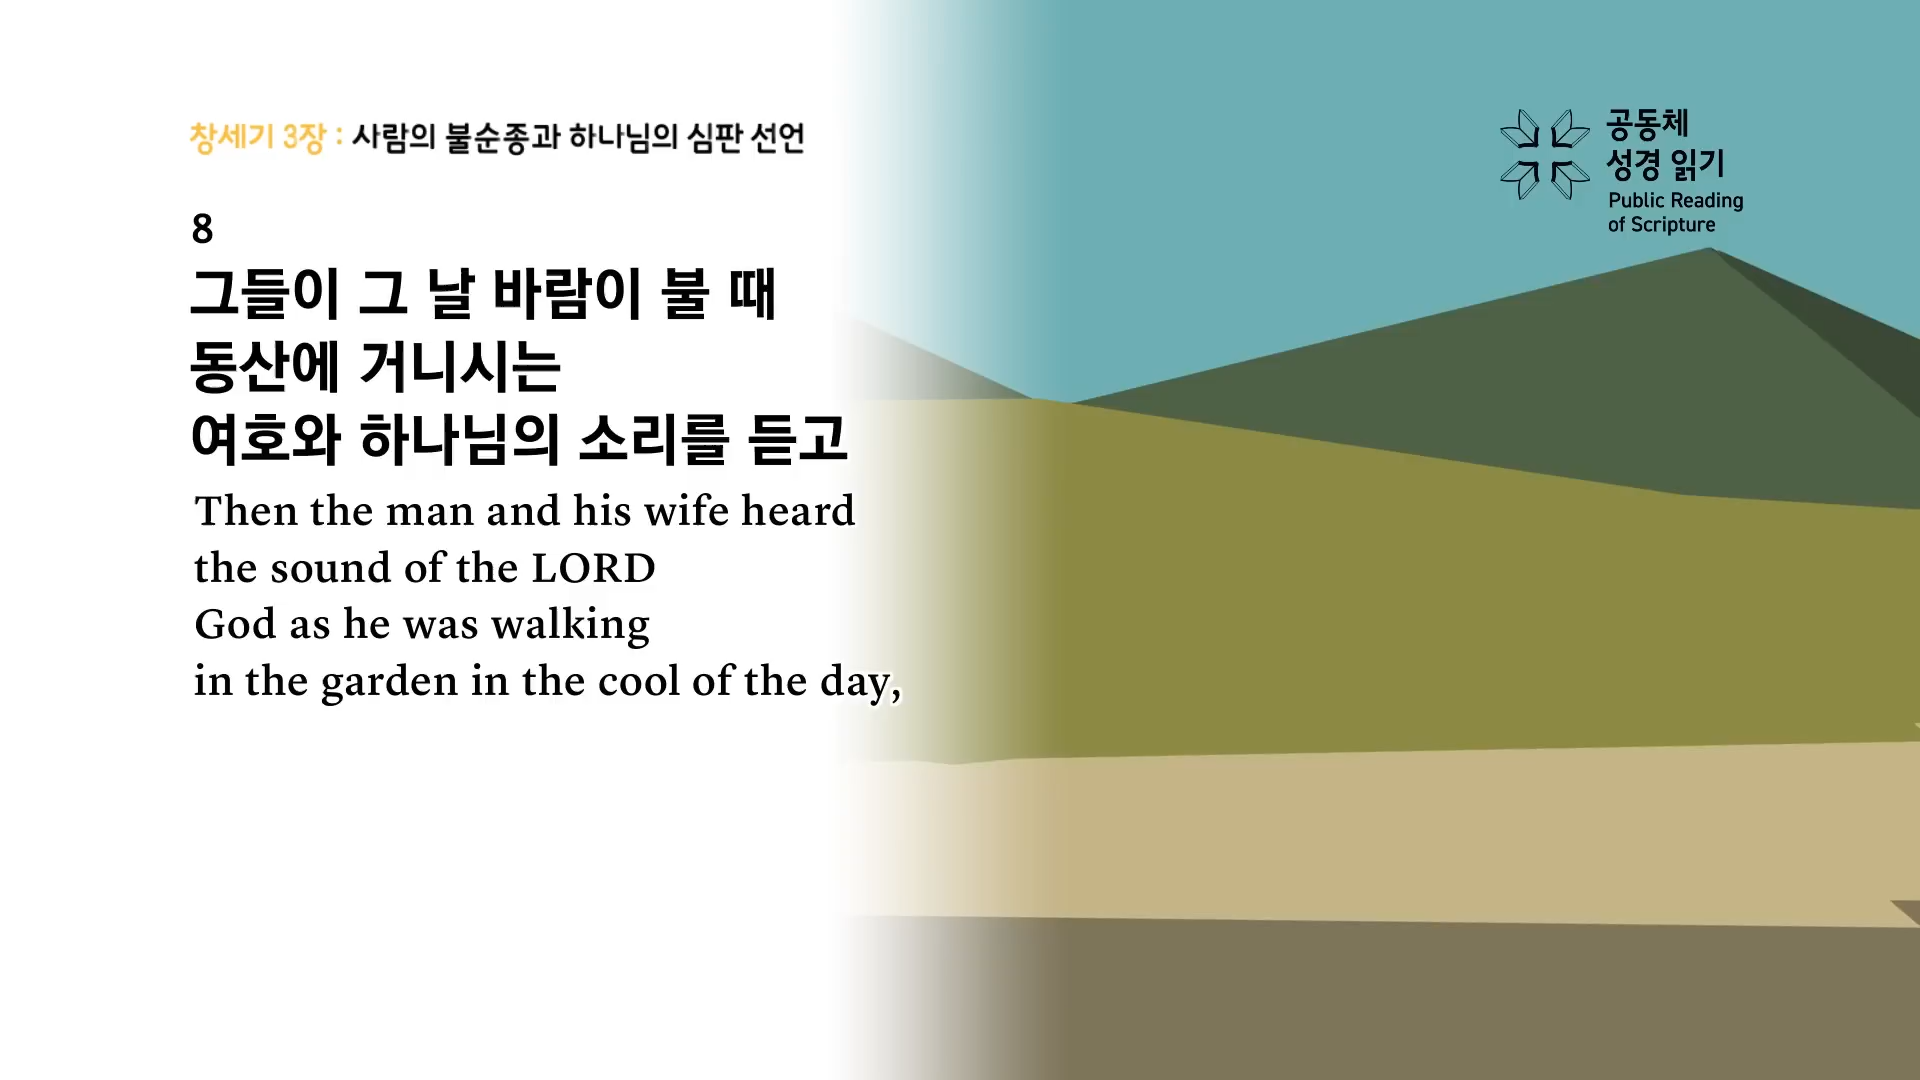 창세기 3장 : 사람의 불순종과 하나님의 심판 선언
공동체
성경 읽기
Public Reading
of Scripture
8
그들이 그 날 바람이 불 때
동산에 거니시는
여호와 하나님의 소리를 듣고
Then the man and his wife heard
the sound of the LORD
God as he was walking
in the garden in the cool of the day,